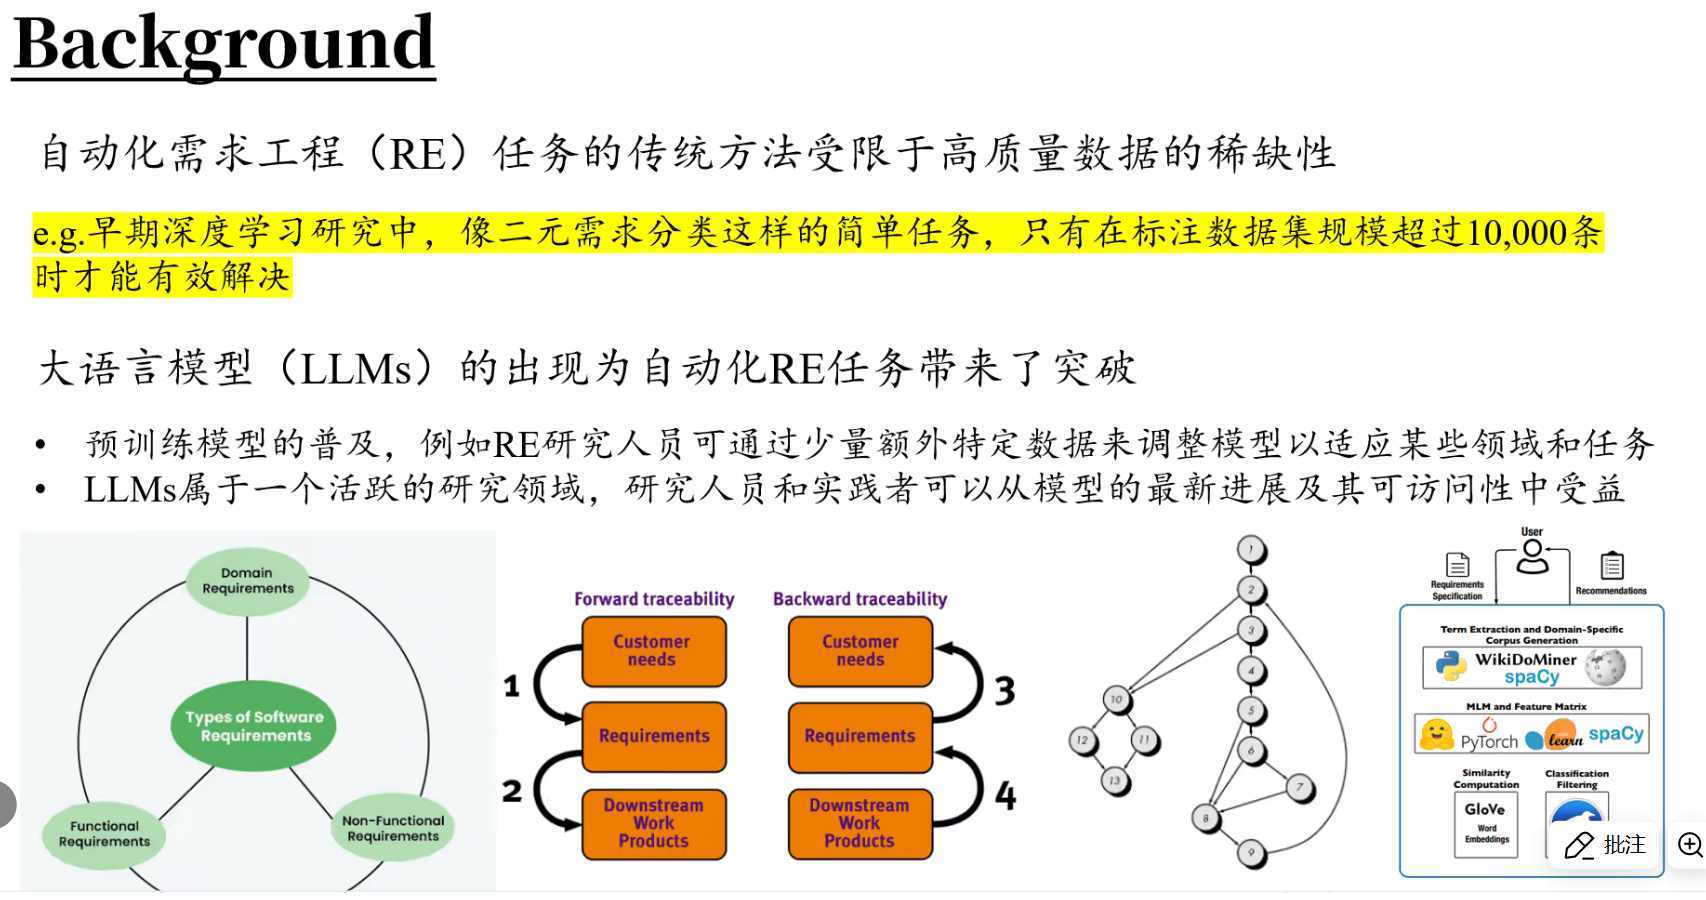 Background
自动化需求工程（RE）任务的传统方法受限于高质量数据的稀缺性
e.g.早期深度学习研究中，像二元需求分类这样的简单任务，只有在标注数据集规模超过10,000条
时才能有效解决
大语言模型（LLMs）的出现为自动化RE任务带来了突破
• 预训练模型的普及，例如RE研究人员可通过少量额外特定数据来调整模型以适应某些领域和任务
• LLMs属于一个活跃的研究领域，研究人员和实践者可以从模型的最新进展及其可访问性中受益
Domain
Requirements
Types of Software
Requirements
Functional
Requirements
Non-Functional
Requirements
Forward traceability
Customer
needs
1
Requirements
2
Downstream
Work
Products
Backward traceability
Customer
needs
3
Requirements
4
Downstream
Work
Products
1
2
3
4
5
6
7
8
9
10
11
12
13
User
Requirements
Specification
Recommendations
Term Extraction and Domain-Specific
Corpus Generation
WikiDoMiner
spaCy
MLM and Feature Matrix
PyTorch
learn
spaCy
Similarity
Computation
GloVe
Word
Embeddings
Classification
Filtering
批注